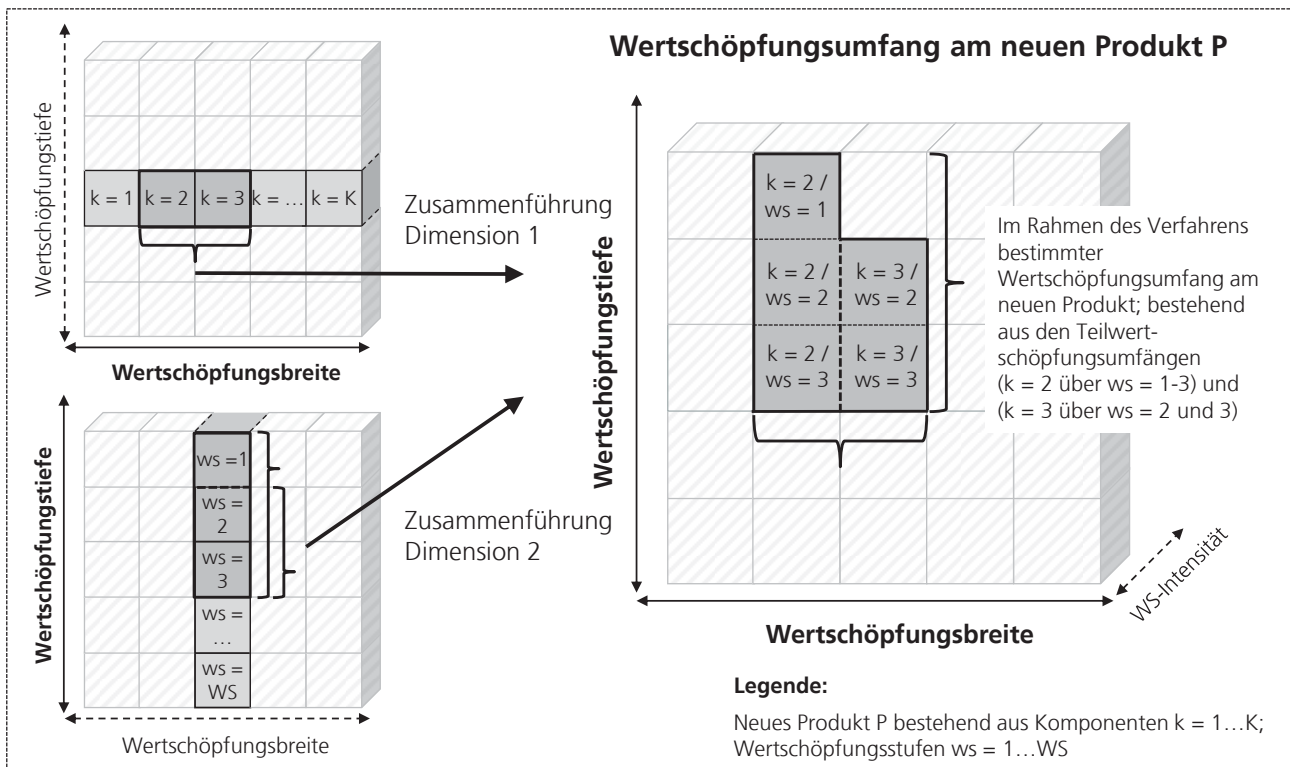 Wertschöpfungsumfang am neuen Produkt P
Wertschöpfungstiefe
k = 1
k = 2
k = 3
k = …
k = K
Wertschöpfungsbreite
Zusammenführung
Dimension 1
Wertschöpfungstiefe
ws =1
ws =
2
ws =
3
ws =
…
ws =
WS
Wertschöpfungsbreite
Zusammenführung
Dimension 2
Wertschöpfungstiefe
k = 2 /
ws = 1
k = 2 /
ws = 2
k = 3 /
ws = 2
k = 2 /
ws = 3
k = 3 /
ws = 3
Im Rahmen des Verfahrens
bestimmter
Wertschöpfungsumfang am
neuen Produkt; bestehend
aus den Teilwert-
schöpfungsumfängen
(k = 2 über ws = 1-3) und
(k = 3 über ws = 2 und 3)
WS-Intensität
Wertschöpfungsbreite
Legende:
Neues Produkt P bestehend aus Komponenten k = 1…K;
Wertschöpfungsstufen ws = 1…WS